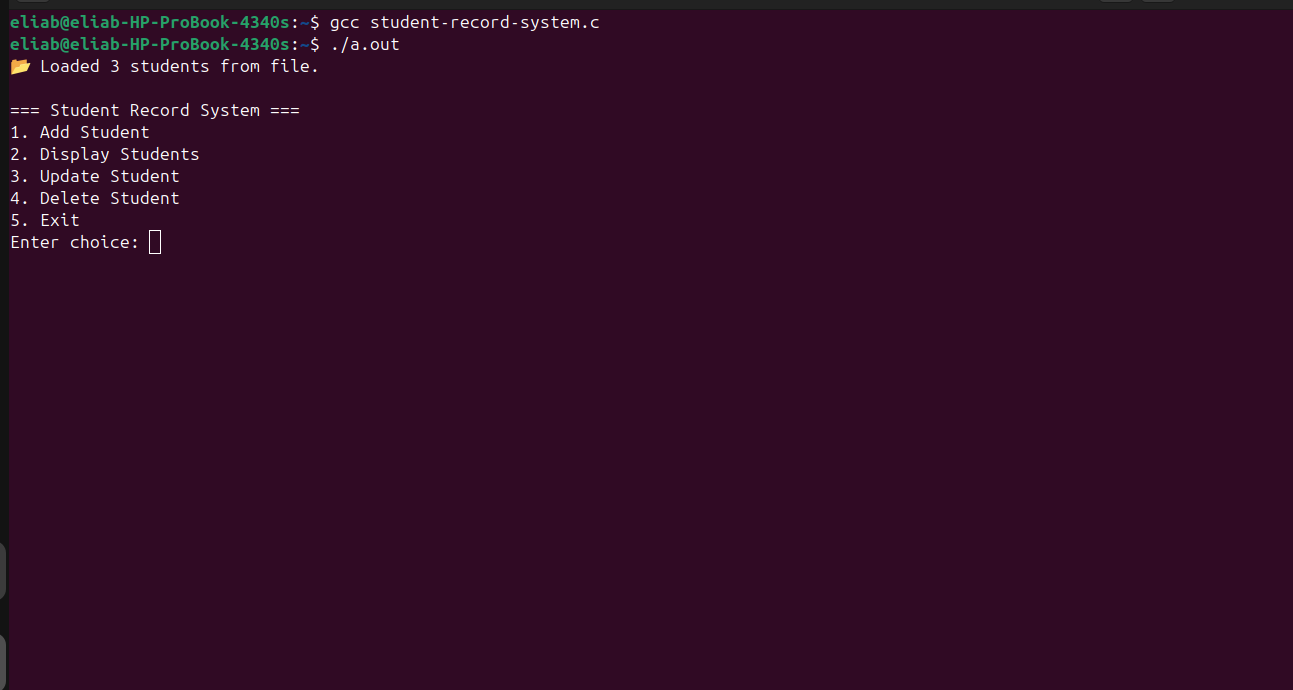 eliab@eliab-HP-ProBook-4340s:~$ gcc student-record-system.c
eliab@eliab-HP-ProBook-4340s:~$ ./a.out
📂 Loaded 3 students from file.
=== Student Record System ===
1. Add Student
2. Display Students
3. Update Student
4. Delete Student
5. Exit
Enter choice: